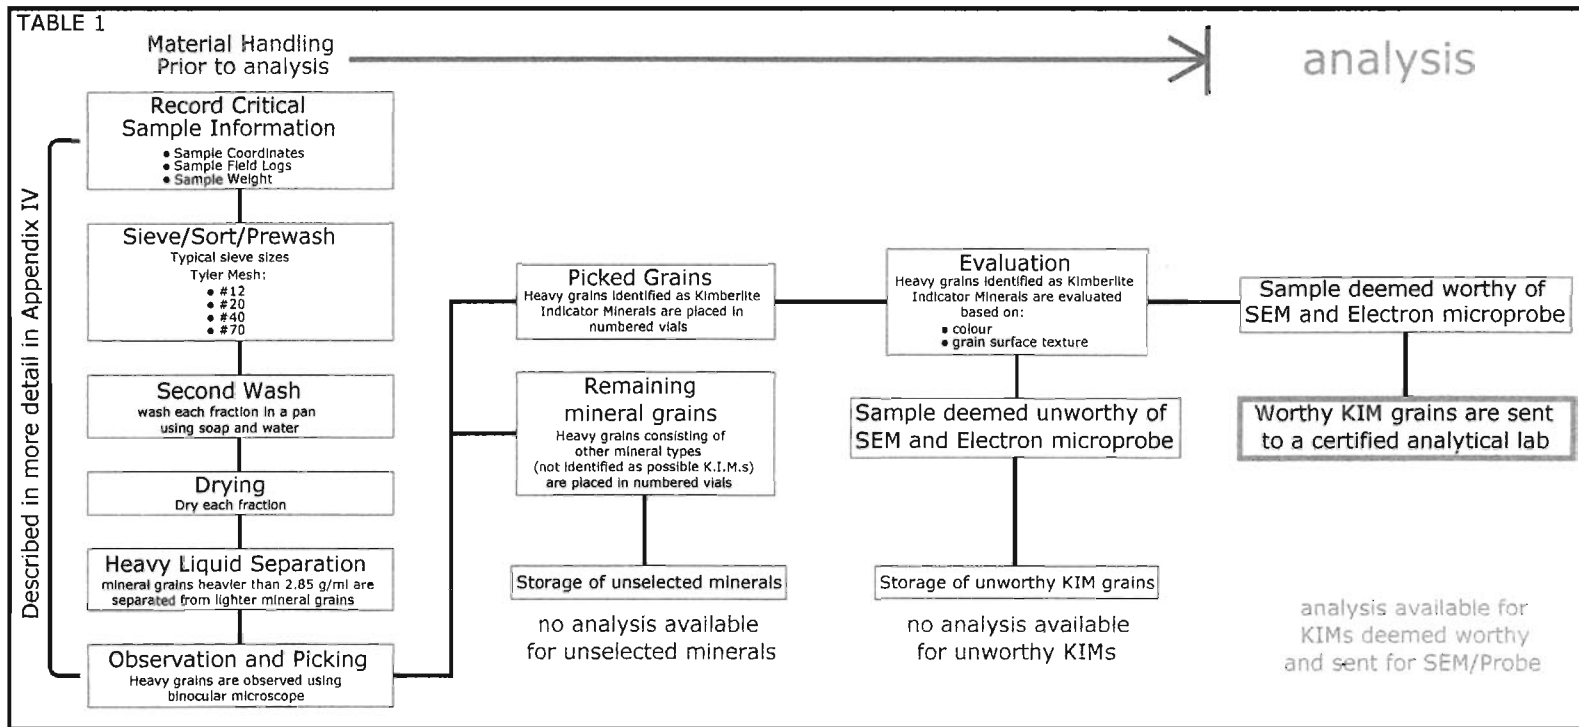 TABLE 1
Material Handling
Prior to analysis
analysis
Described in more detail in Appendix IV
Record Critical
Sample Information
• Sample Coordinates
• Sample Field Logs
• Sample Weight
Sieve/Sort/Prewash
Typical sieve sizes
Tyler Mesh:
• #12
• #20
• #40
• #70
Second Wash
wash each fraction in a pan
using soap and water
Drying
Dry each fraction
Heavy Liquid Separation
mineral grains heavier than 2.85 g/ml are
separated from lighter mineral grains
Observation and Picking
Heavy grains are observed using
binocular microscope
Picked Grains
Heavy grains identified as Kimberlite
Indicator Minerals are placed in
numbered vials
Remaining
mineral grains
Heavy grains consisting of
other mineral types
(not identified as possible K.I.M.s)
are placed in numbered vials
Storage of unselected minerals
no analysis available
for unselected minerals
Evaluation
Heavy grains identified as Kimberlite
Indicator Minerals are evaluated
based on:
• colour
• grain surface texture
Sample deemed unworthy of
SEM and Electron microprobe
Storage of unworthy KIM grains
no analysis available
for unworthy KIMs
Sample deemed worthy of
SEM and Electron microprobe
Worthy KIM grains are sent
to a certified analytical lab
analysis available for
KIMs deemed worthy
and sent for SEM/Probe